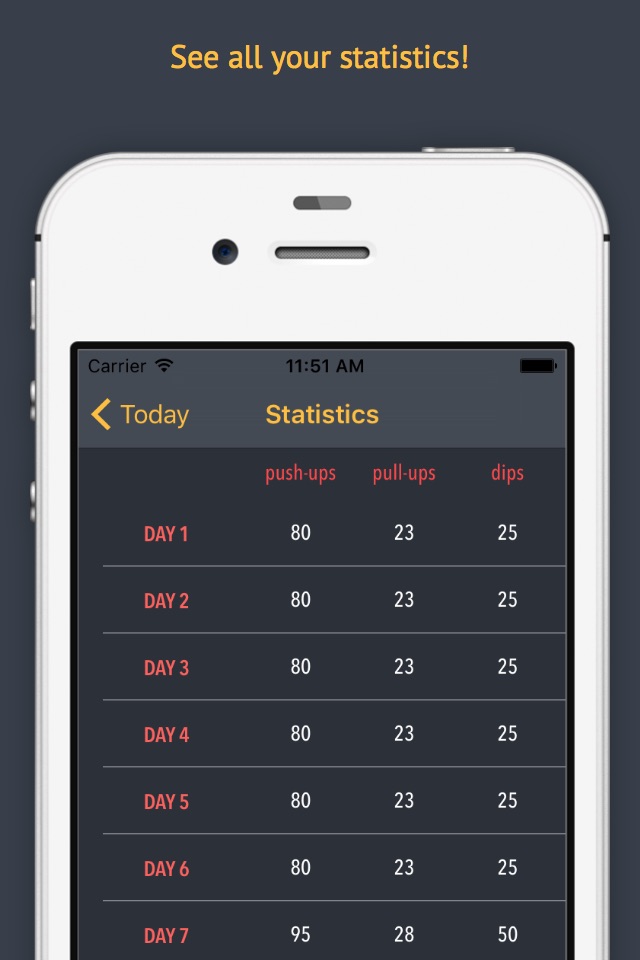 See all your statistics!
Carrier 11:51 AM
Today Statistics
push-ups pull-ups dips
DAY 1 80 23 25
DAY 2 80 23 25
DAY 3 80 23 25
DAY 4 80 23 25
DAY 5 80 23 25
DAY 6 80 23 25
DAY 7 95 28 50